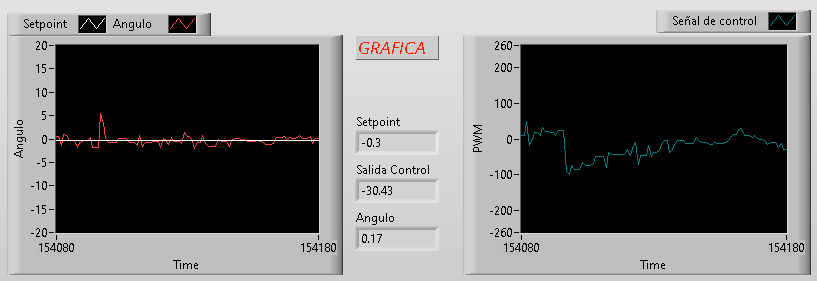 Setpoint
Angulo
20
15
10
5
0
-5
-10
-15
-20
Angulo
154080
154180
Time
GRAFICA
Setpoint
-0.3
Salida Control
-30.43
Angulo
0.17
Señal de control
260
200
100
0
-100
-200
-260
PWM
154080
154180
Time